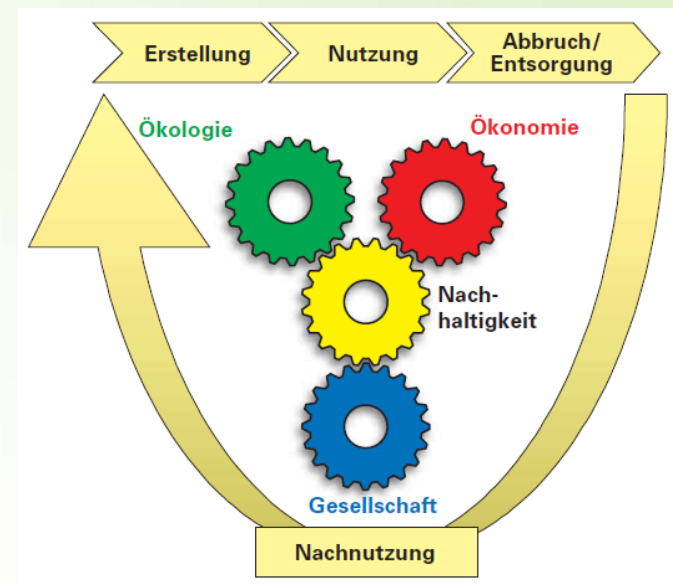 Erstellung
Nutzung
Abbruch/
Entsorgung
Ökologie
Ökonomie
Nach-
haltigkeit
Gesellschaft
Nachnutzung